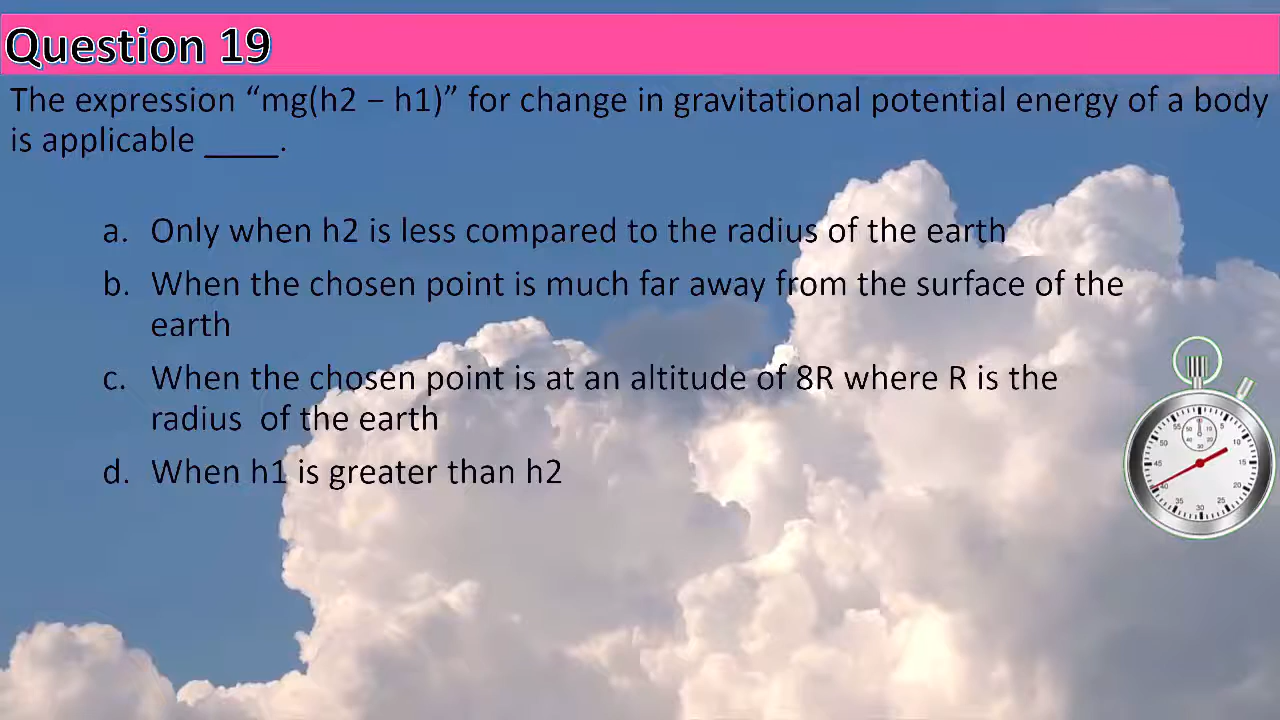 Question 19
The expression “mg(h2 – h1)” for change in gravitational potential energy of a body
is applicable ____.
a. Only when h2 is less compared to the radius of the earth
b. When the chosen point is much far away from the surface of the
earth
c. When the chosen point is at an altitude of 8R where R is the
radius  of the earth
d. When h1 is greater than h2